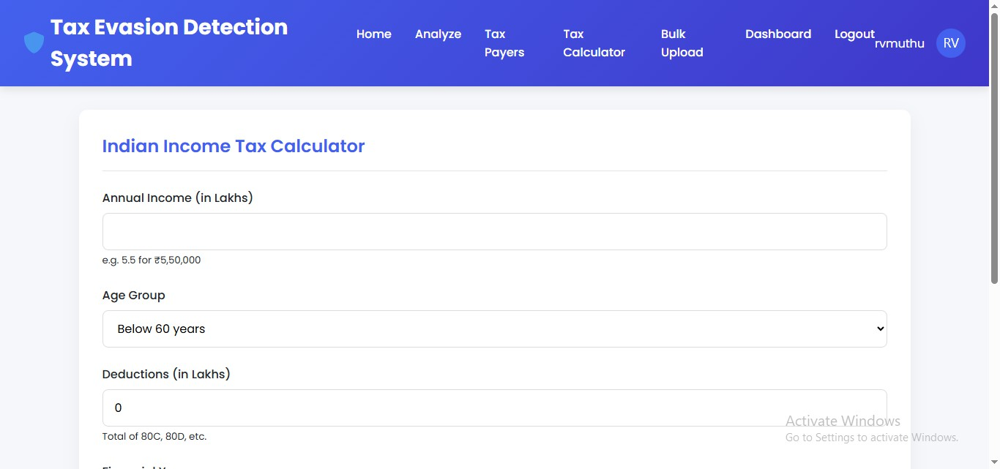 Tax Evasion Detection
System
Home
Analyze
Tax
Payers
Tax
Calculator
Bulk
Upload
Dashboard
Logout
rvmuthu
RV
Indian Income Tax Calculator
Annual Income (in Lakhs)
e.g. 5.5 for ₹5,50,000
Age Group
Below 60 years
Deductions (in Lakhs)
0
Total of 80C, 80D, etc.
Activate Windows
Go to Settings to activate Windows.